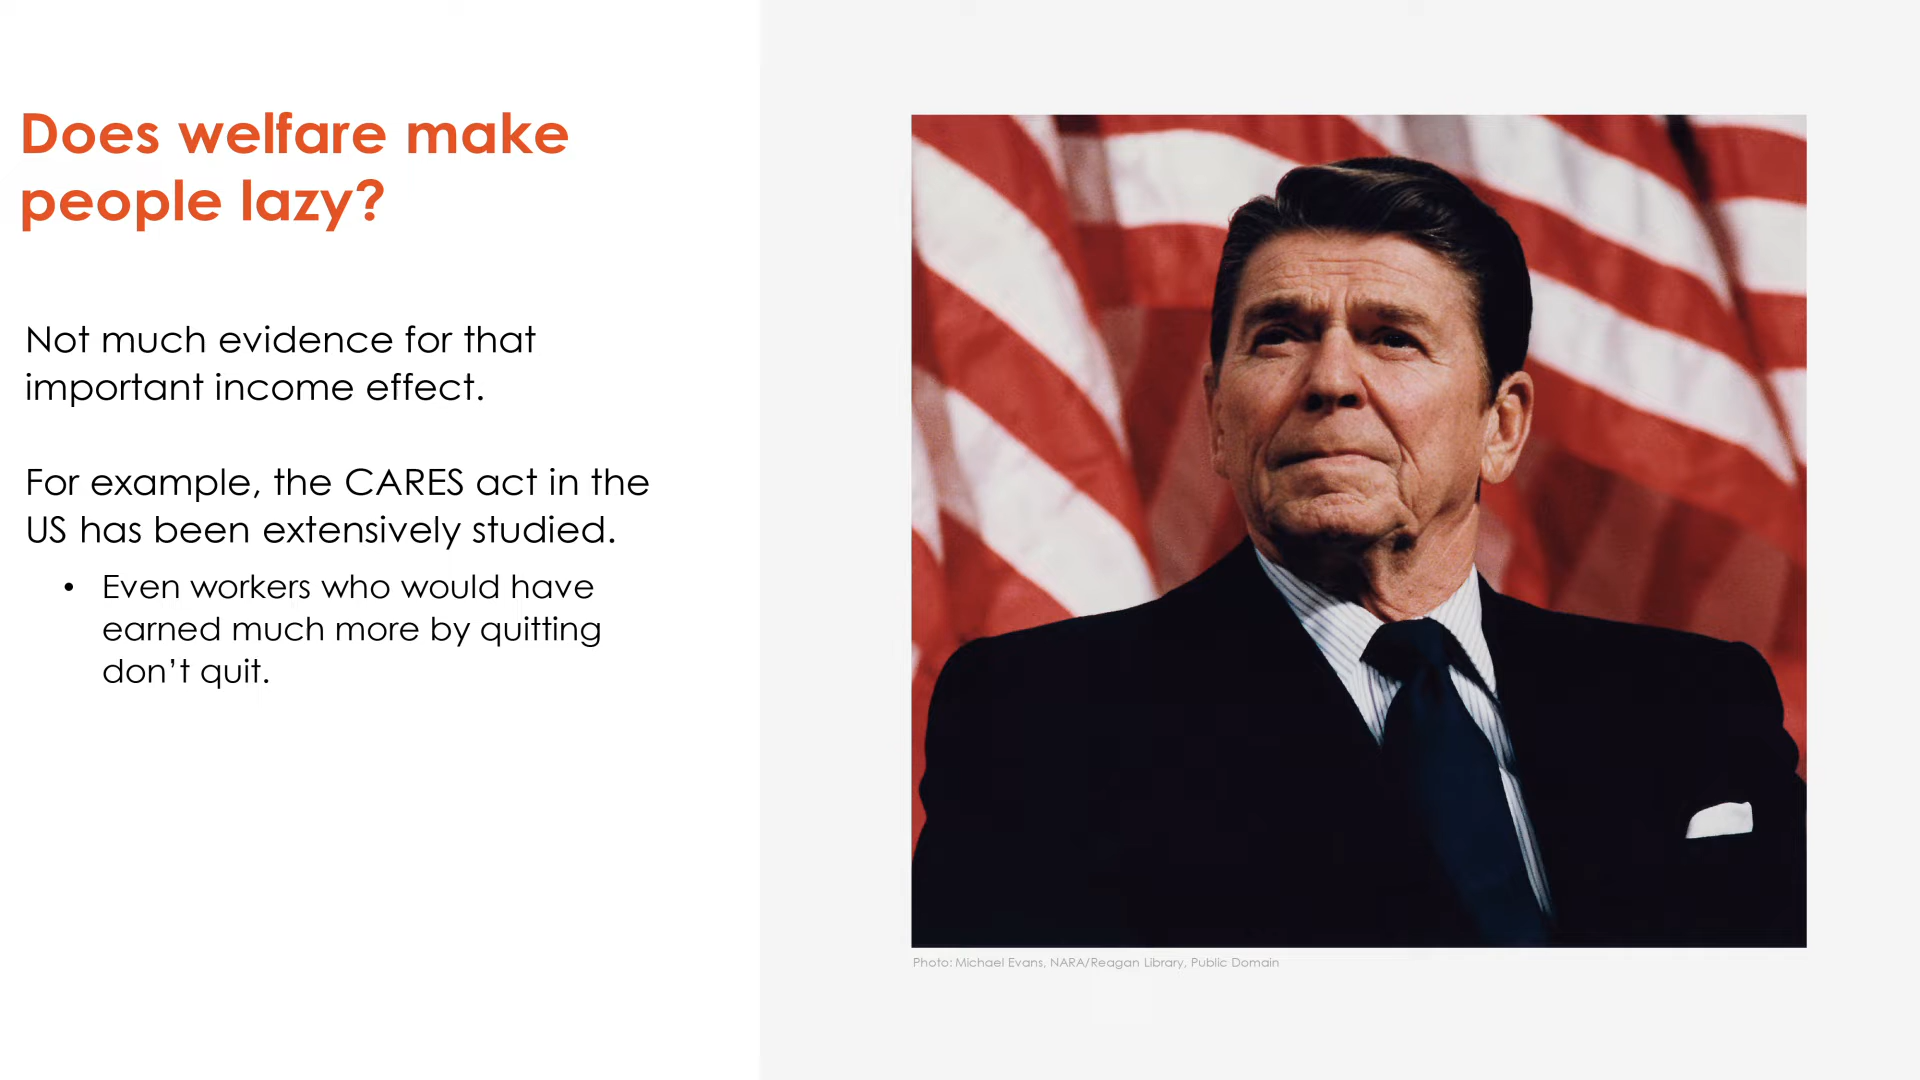 Does welfare make
people lazy?
Not much evidence for that
important income effect.
For example, the CARES act in the
US has been extensively studied.
• Even workers who would have
earned much more by quitting
don’t quit.
Photo: Michael Evans, NARA/Reagan Library, Public Domain